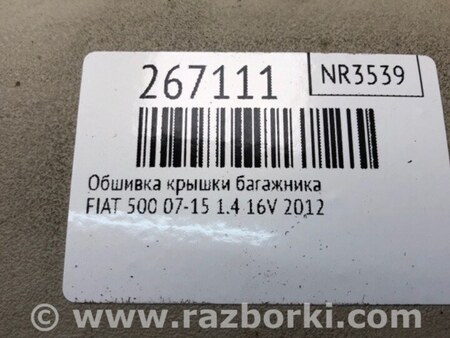 267111
NR3539
Обшивка крышки багажника
FIAT 500 07-15 1.4 16V 2012
© www.razborki.com